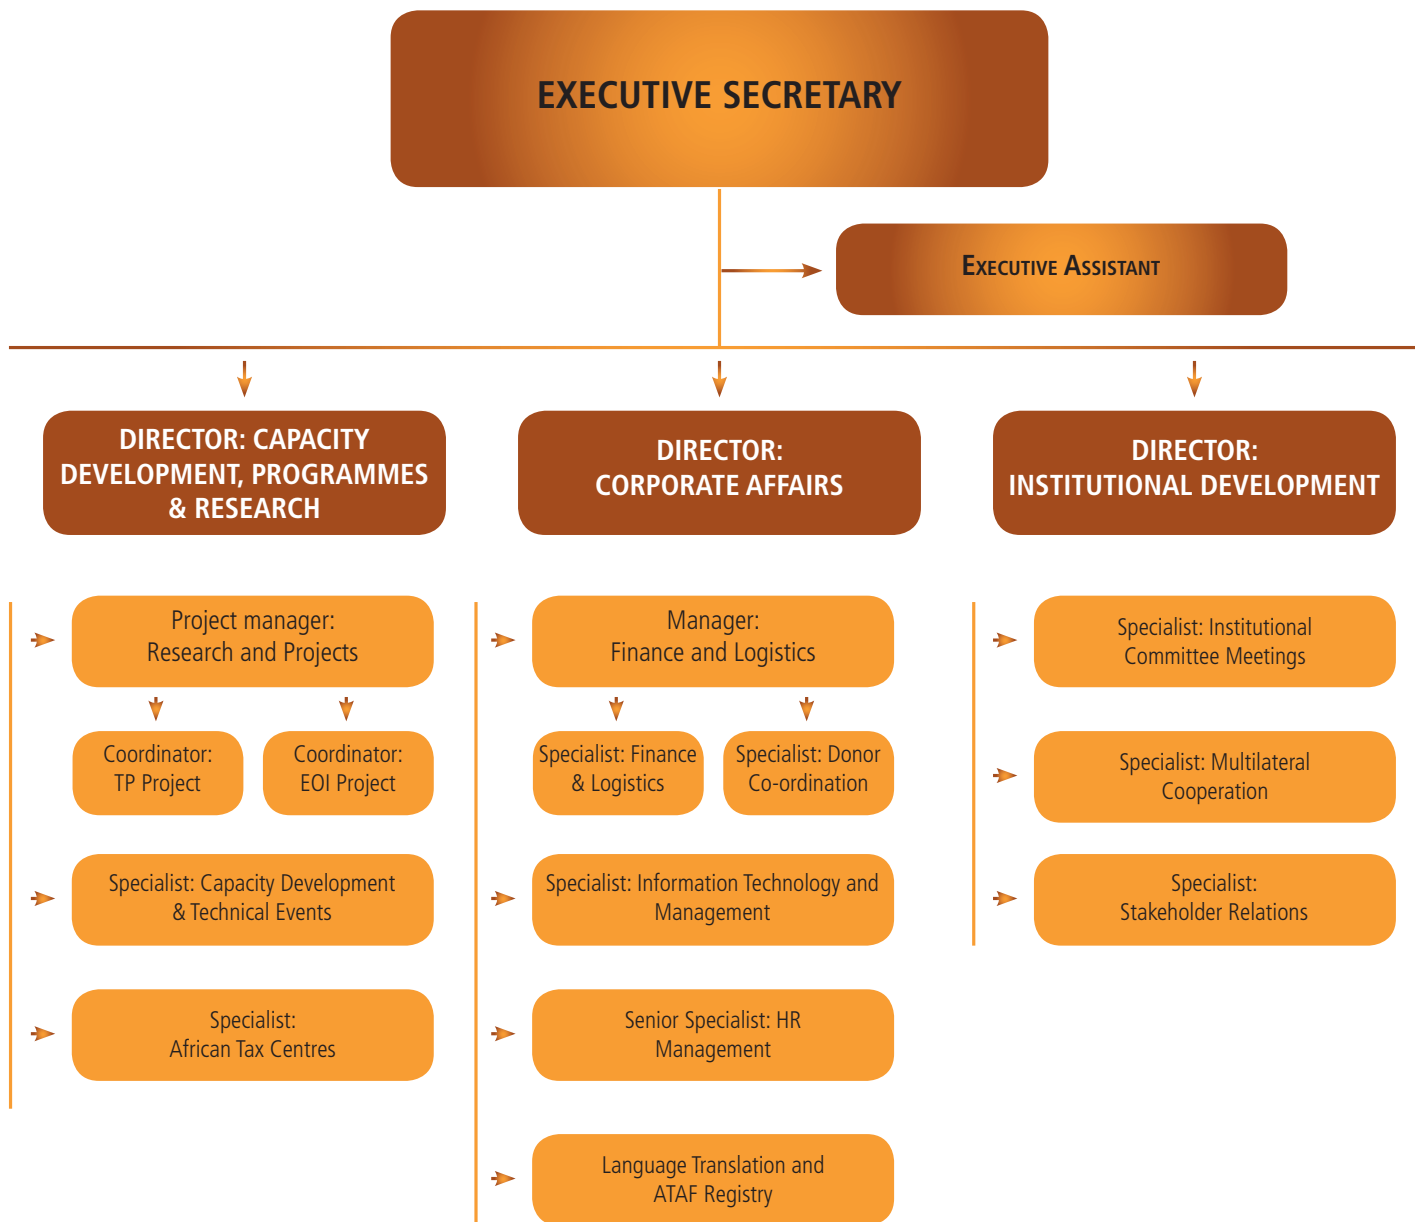 EXECUTIVE SECRETARY
EXECUTIVE ASSISTANT
DIRECTOR: CAPACITY
DEVELOPMENT, PROGRAMMES
& RESEARCH
DIRECTOR:
CORPORATE AFFAIRS
DIRECTOR:
INSTITUTIONAL DEVELOPMENT
Project manager:
Research and Projects
Coordinator:
TP Project
Coordinator:
EOI Project
Specialist: Capacity Development
& Technical Events
Specialist:
African Tax Centres
Manager:
Finance and Logistics
Specialist: Finance
& Logistics
Specialist: Donor
Co-ordination
Specialist: Information Technology and
Management
Senior Specialist: HR
Management
Language Translation and
ATAF Registry
Specialist: Institutional
Committee Meetings
Specialist: Multilateral
Cooperation
Specialist:
Stakeholder Relations